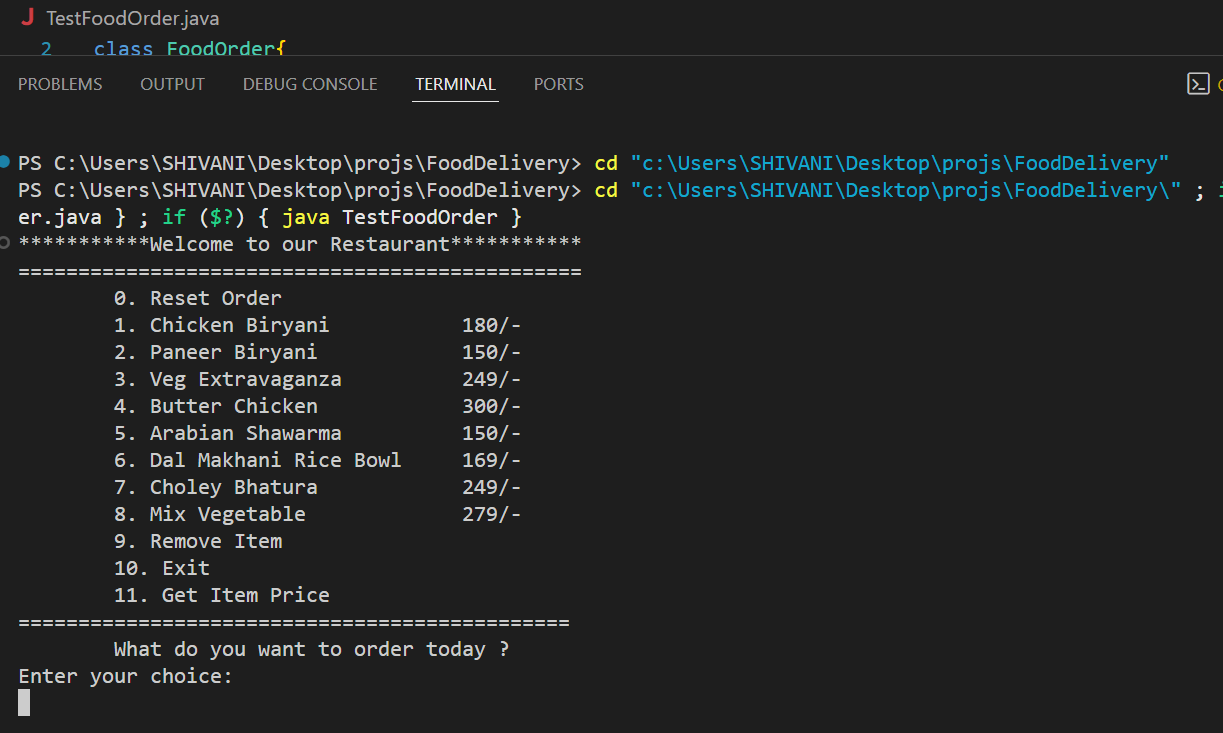 J TestFoodOrder.java
2 class FoodOrder{
PROBLEMS OUTPUT DEBUG CONSOLE TERMINAL PORTS
PS C:\Users\SHIVANI\Desktop\projs\FoodDelivery> cd "c:\Users\SHIVANI\Desktop\projs\FoodDelivery"
PS C:\Users\SHIVANI\Desktop\projs\FoodDelivery> cd "c:\Users\SHIVANI\Desktop\projs\FoodDelivery\" ;
er.java } ; if ($?) { java TestFoodOrder }
***********Welcome to our Restaurant***********
===============================================
0. Reset Order
1. Chicken Biryani 180/-
2. Paneer Biryani 150/-
3. Veg Extravaganza 249/-
4. Butter Chicken 300/-
5. Arabian Shawarma 150/-
6. Dal Makhani Rice Bowl 169/-
7. Choley Bhatura 249/-
8. Mix Vegetable 279/-
9. Remove Item
10. Exit
11. Get Item Price
==============================================
What do you want to order today ?
Enter your choice: